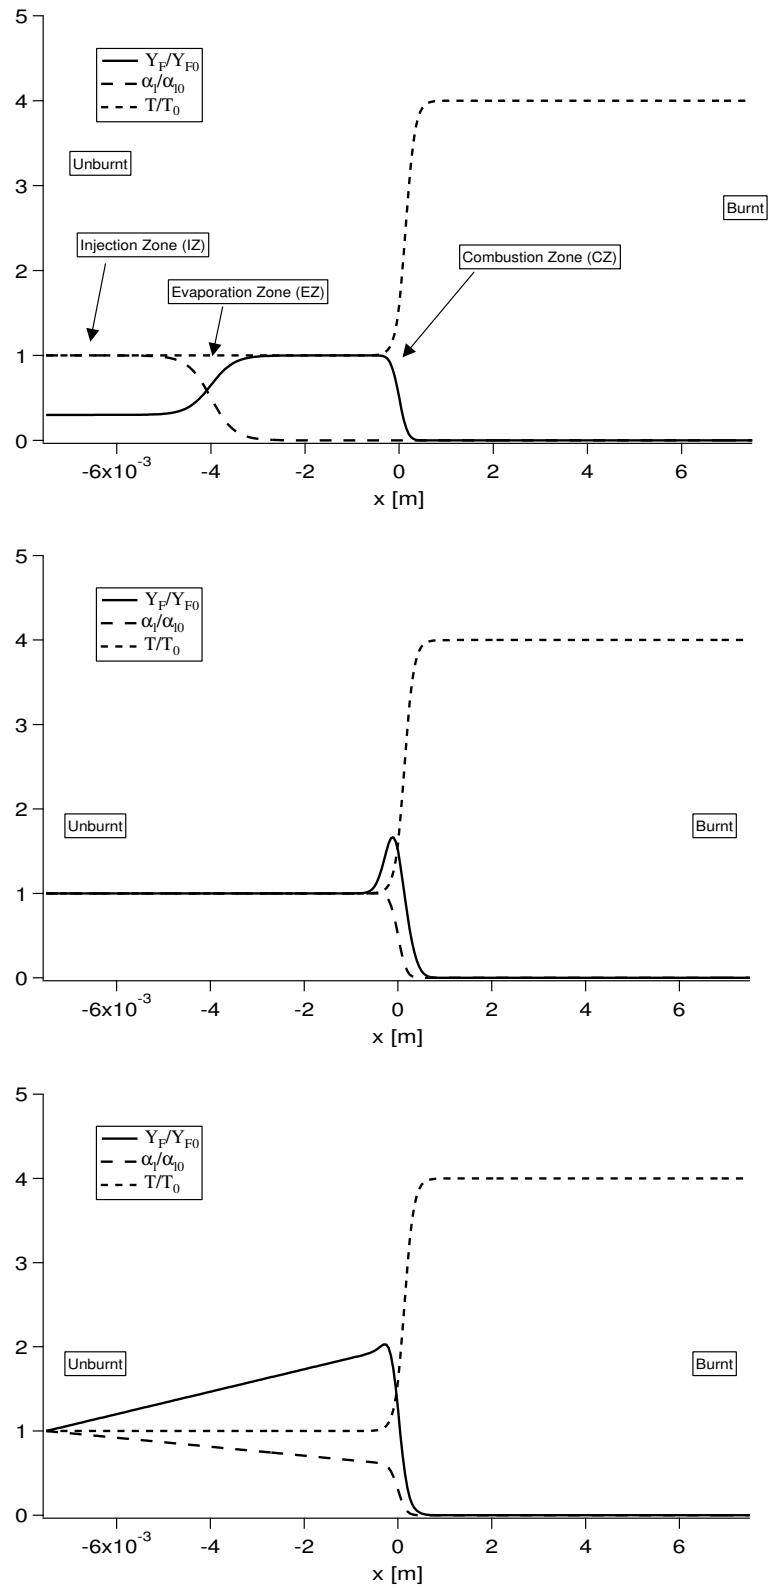 5
4
3
2
1
0
Y_F/Y_F0
α_l/α_l0
T/T_0
Unburnt
Burnt
Injection Zone (IZ)
Evaporation Zone (EZ)
Combustion Zone (CZ)
-6x10^-3 -4 -2 0 2 4 6
x [m]
5
4
3
2
1
0
Y_F/Y_F0
α_l/α_l0
T/T_0
Unburnt
Burnt
-6x10^-3 -4 -2 0 2 4 6
x [m]
5
4
3
2
1
0
Y_F/Y_F0
α_l/α_l0
T/T_0
Unburnt
Burnt
-6x10^-3 -4 -2 0 2 4 6
x [m]